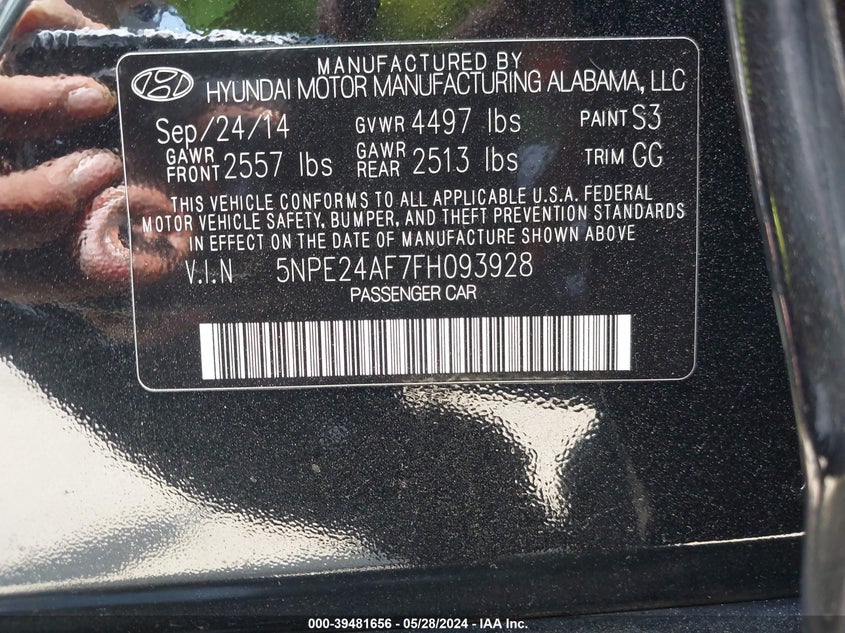 MANUFACTURED BY
HYUNDAI MOTOR MANUFACTURING ALABAMA, LLC
Sep/24/14 GVWR 4497 lbs PAINT S3
GAWR FRONT 2557 lbs GAWR REAR 2513 lbs TRIM GG
THIS VEHICLE CONFORMS TO ALL APPLICABLE U.S.A. FEDERAL
MOTOR VEHICLE SAFETY, BUMPER, AND THEFT PREVENTION STANDARDS
IN EFFECT ON THE DATE OF MANUFACTURE SHOWN ABOVE
V.I.N 5NPE24AF7FH093928
PASSENGER CAR
000-39481656 - 05/28/2024 - IAA Inc.